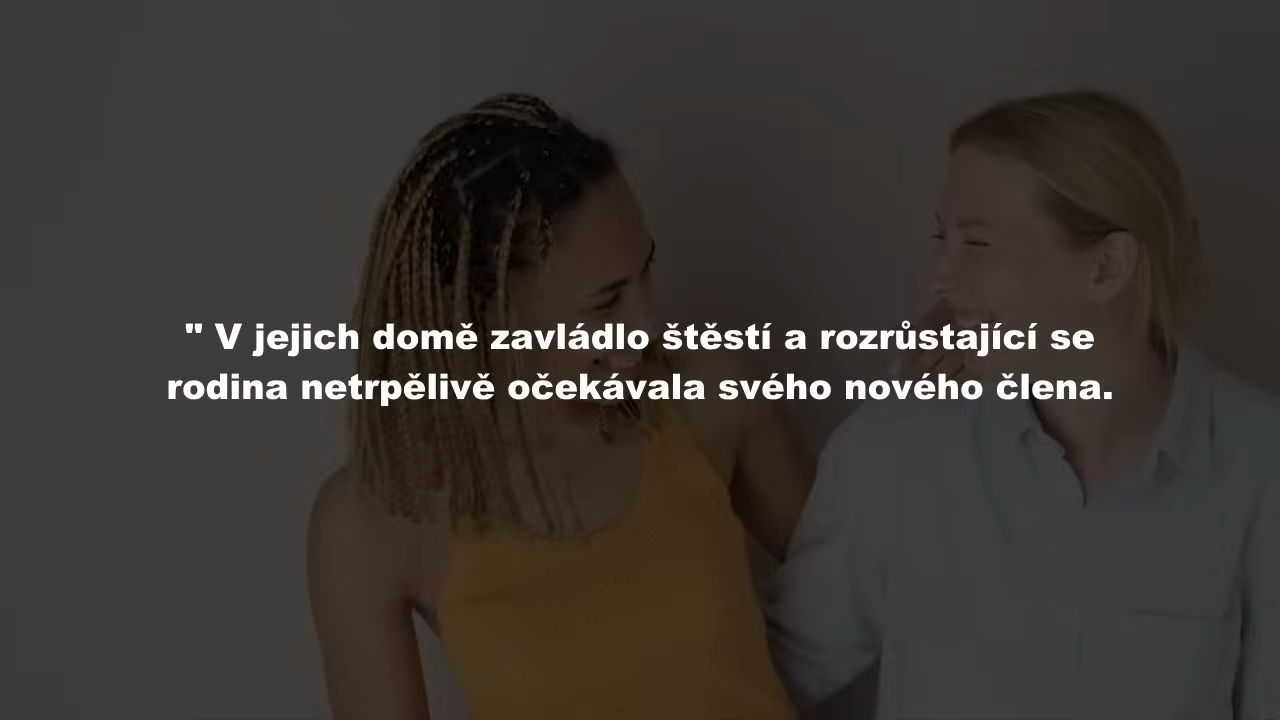 " V jejich domě zavládlo štěstí a rozrůstající se
rodina netrpělivě očekávala svého nového člena.